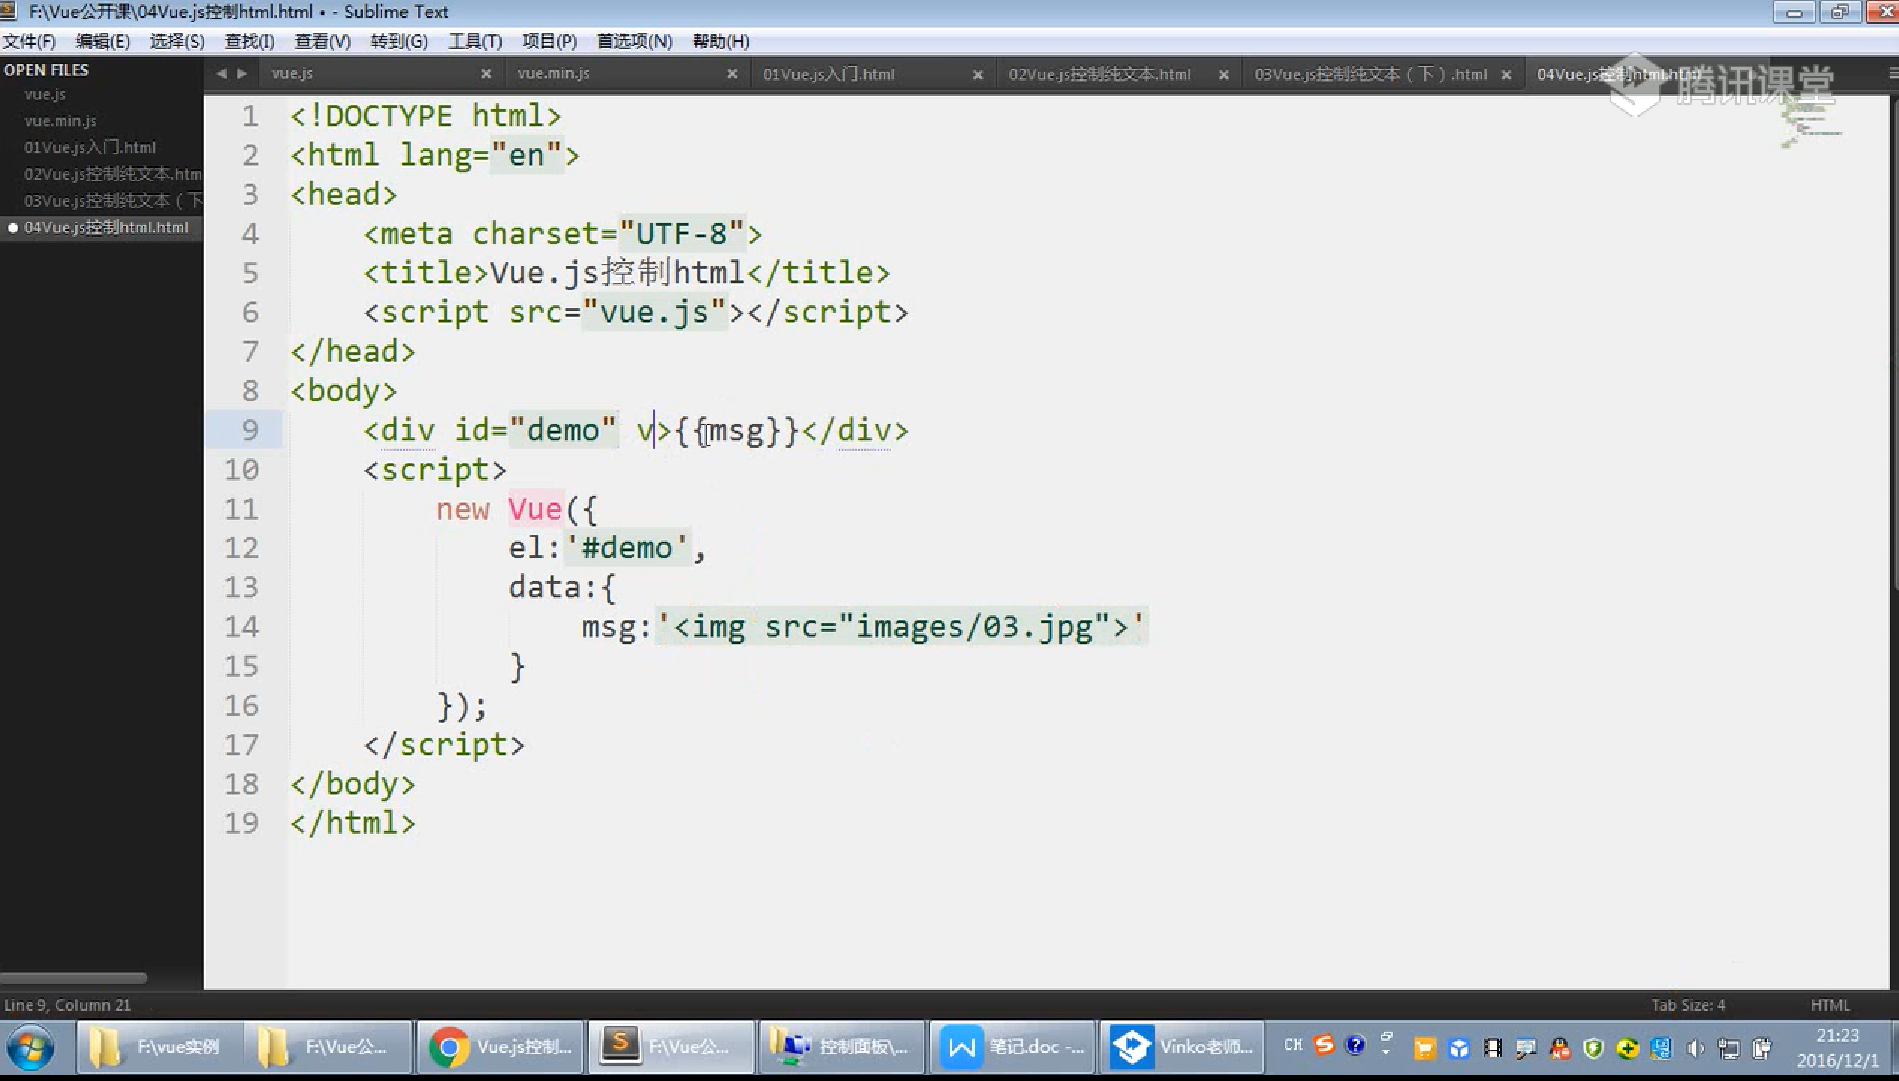 F:\Vue公开课\04Vue.js控制html.html • - Sublime Text
文件(F) 编辑(E) 选择(S) 查找(I) 查看(V) 转到(G) 工具(T) 项目(P) 首选项(N) 帮助(H)
OPEN FILES
vue.js
vue.min.js
01Vue.js入门.html
02Vue.js控制纯文本.htm
03Vue.js控制纯文本（下
04Vue.js控制html.html
vue.js vue.min.js 01Vue.js入门.html 02Vue.js控制纯文本.html 03Vue.js控制纯文本（下）.html 04Vue.js控制html.html
腾讯课堂
1 <!DOCTYPE html>
2 <html lang="en">
3 <head>
4 <meta charset="UTF-8">
5 <title>Vue.js控制html</title>
6 <script src="vue.js"></script>
7 </head>
8 <body>
9 <div id="demo" v>{{msg}}</div>
10 <script>
11 new Vue({
12 el:'#demo',
13 data:{
14 msg:'<img src="images/03.jpg">'
15 }
16 });
17 </script>
18 </body>
19 </html>
Line 9, Column 21 Tab Size: 4 HTML
F:\vue实例 F:\Vue公... Vue.js控制... F:\Vue公... 控制面板\... 笔记.doc -... Vinko老师... CH 21:23
2016/12/1